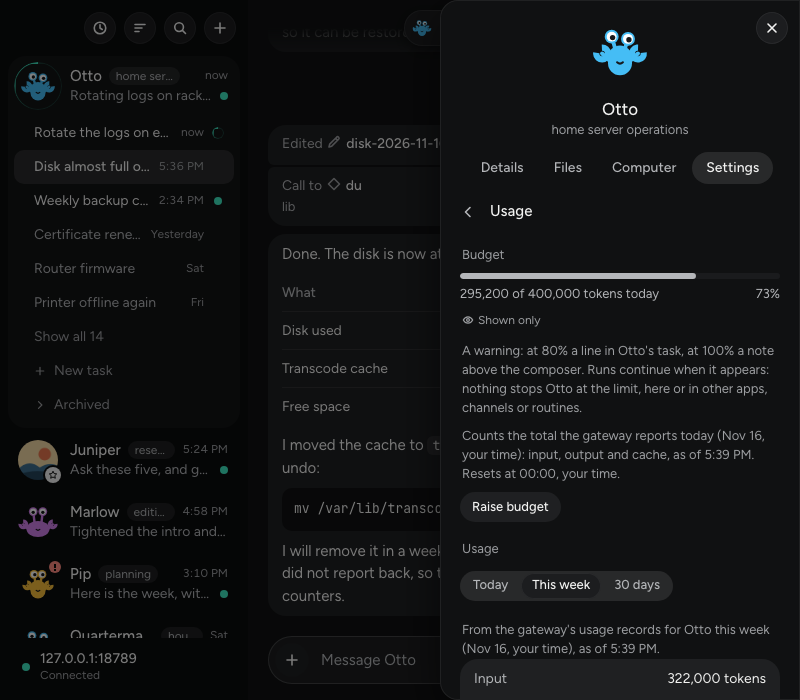 Otto
home ser...
now
Rotating logs on rack...
Rotate the logs on e...
now
Disk almost full o...
5:36 PM
Weekly backup c...
2:34 PM
Certificate rene...
Yesterday
Router firmware
Sat
Printer offline again
Fri
Show all 14
New task
Archived
Juniper
rese...
5:24 PM
Ask these five, and g...
Marlow
editi...
4:58 PM
Tightened the intro and...
Pip
planning
3:10 PM
Here is the week, wit...
Quarterma
hou
Sat
127.0.0.1:18789
Connected
so it can be restor
Edited
disk-2026-11-1
Call to
du
lib
Done. The disk is now at
What
Disk used
Transcode cache
Free space
I moved the cache to
undo:
mv /var/lib/transco
I will remove it in a week
did not report back, so t
counters.
Message Otto
Otto
home server operations
Details
Files
Computer
Settings
Usage
Budget
295,200 of 400,000 tokens today
73%
Shown only
A warning: at 80% a line in Otto's task, at 100% a note
above the composer. Runs continue when it appears:
nothing stops Otto at the limit, here or in other apps,
channels or routines.
Counts the total the gateway reports today (Nov 16,
your time): input, output and cache, as of 5:39 PM.
Resets at 00:00, your time.
Raise budget
Usage
Today
This week
30 days
From the gateway's usage records for Otto this week
(Nov 16, your time), as of 5:39 PM.
Input
322,000 tokens